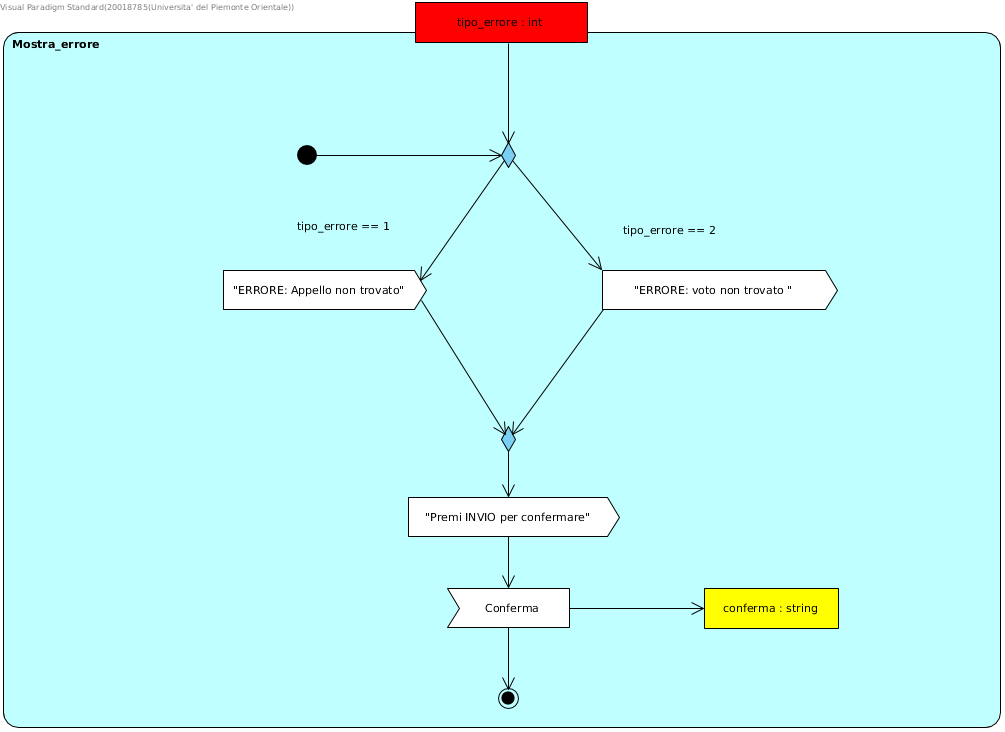 Visual Paradigm Standard(20018785(Universita' del Piemonte Orientale))
tipo_errore : int
Mostra_errore
tipo_errore == 1
tipo_errore == 2
"ERRORE: Appello non trovato"
"ERRORE: voto non trovato "
"Premi INVIO per confermare"
Conferma
conferma : string